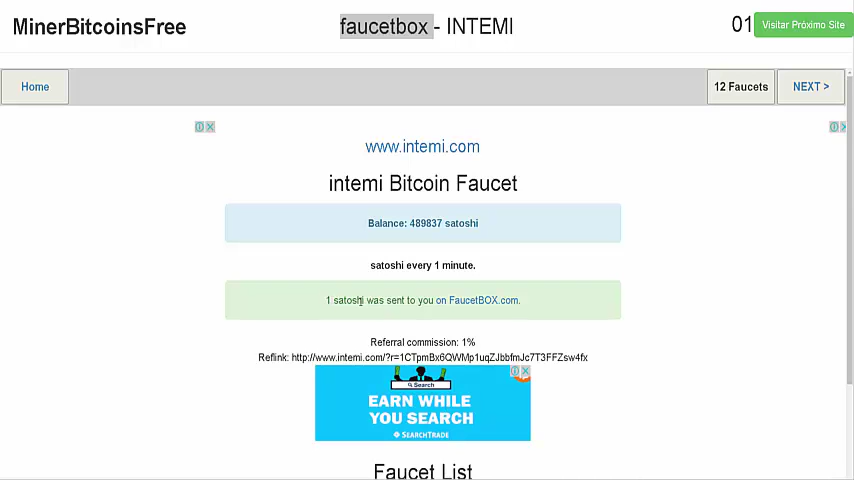 MinerBitcoinsFree
faucetbox - INTEMI
01
Visitar Próximo Site
Home
12 Faucets
NEXT >
www.intemi.com
intemi Bitcoin Faucet
Balance: 489837 satoshi
satoshi every 1 minute.
1 satoshi was sent to you on FaucetBOX.com.
Referral commission: 1%
Reflink: http://www.intemi.com/?r=1CTpmBx6QWMp1uqZJbbfmJc7T3FFZsw4fx
Search
EARN WHILE
YOU SEARCH
SEARCHTRADE
Faucet List